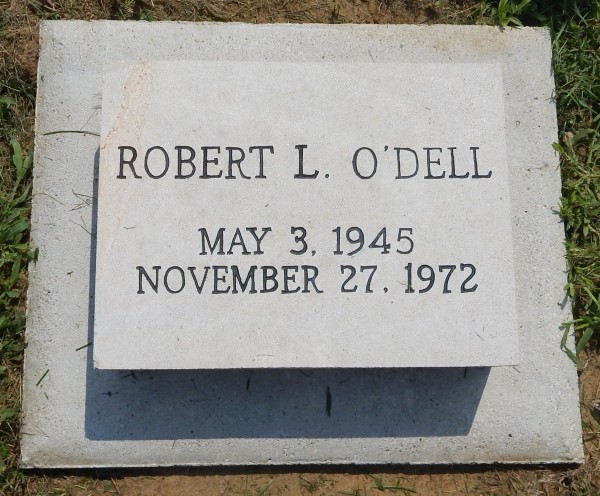 ROBERT L. O'DELL
MAY 3, 1945
NOVEMBER 27, 1972